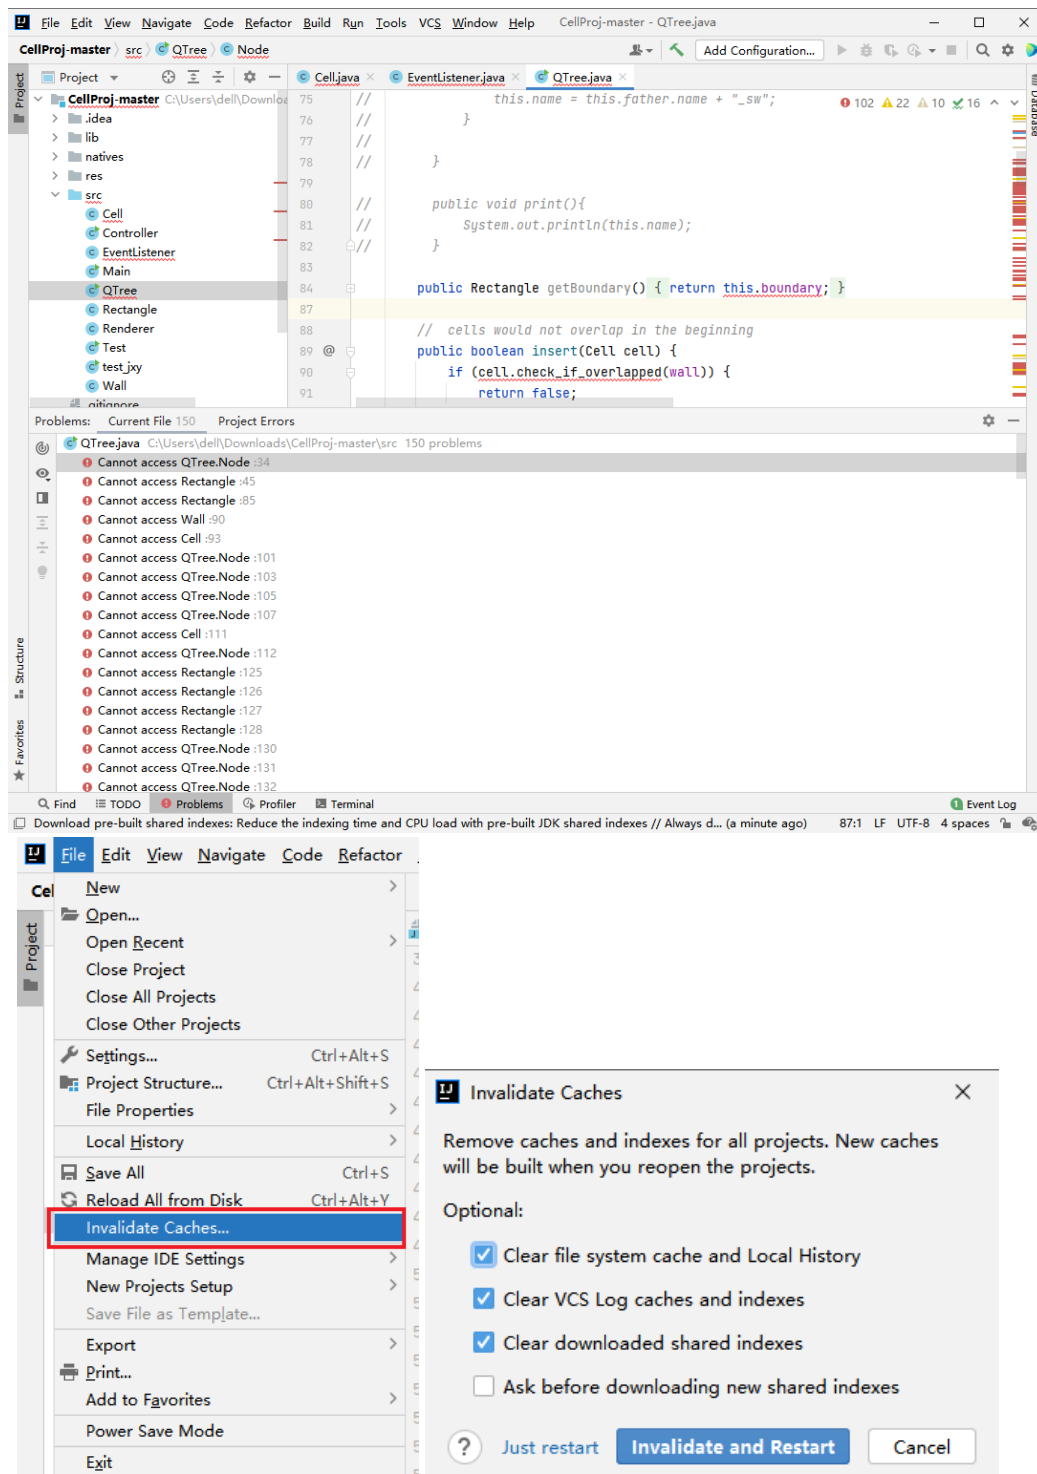 File Edit View Navigate Code Refactor Build Run Tools VCS Window Help CellProj-master - QTree.java
CellProj-master src QTree Node Add Configuration...
Project Cell.java EventListener.java QTree.java
Project
Database
CellProj-master C:\Users\dell\Downloa
.idea
lib
natives
res
src
Cell
Controller
EventListener
Main
QTree
Rectangle
Renderer
Test
test_jxy
Wall
.gitignore
102 22 10 16
75 // this.name = this.father.name + "_sw";
76 // }
77 //
78 // }
79
80 // public void print(){
81 // System.out.println(this.name);
82 // }
83
84 public Rectangle getBoundary() { return this.boundary; }
87
88 // cells would not overlap in the beginning
89 @ public boolean insert(Cell cell) {
90 if (cell.check_if_overlapped(wall)) {
91 return false;
Problems: Current File 150 Project Errors
QTree.java C:\Users\dell\Downloads\CellProj-master\src 150 problems
Cannot access QTree.Node :34
Cannot access Rectangle :45
Cannot access Rectangle :85
Cannot access Wall :90
Cannot access Cell :93
Cannot access QTree.Node :101
Cannot access QTree.Node :103
Cannot access QTree.Node :105
Cannot access QTree.Node :107
Cannot access Cell :111
Cannot access QTree.Node :112
Cannot access Rectangle :125
Cannot access Rectangle :126
Cannot access Rectangle :127
Cannot access Rectangle :128
Cannot access QTree.Node :130
Cannot access QTree.Node :131
Cannot access QTree.Node :132
Structure
Favorites
Find TODO Problems Profiler Terminal 1 Event Log
Download pre-built shared indexes: Reduce the indexing time and CPU load with pre-built JDK shared indexes // Always d... (a minute ago) 87:1 LF UTF-8 4 spaces
File Edit View Navigate Code Refactor
Cel
Project
New
Open...
Open Recent
Close Project
Close All Projects
Close Other Projects
Settings... Ctrl+Alt+S
Project Structure... Ctrl+Alt+Shift+S
File Properties
Local History
Save All Ctrl+S
Reload All from Disk Ctrl+Alt+Y
Invalidate Caches...
Manage IDE Settings
New Projects Setup
Save File as Template...
Export
Print...
Add to Favorites
Power Save Mode
Exit
Invalidate Caches
Remove caches and indexes for all projects. New caches
will be built when you reopen the projects.
Optional:
Clear file system cache and Local History
Clear VCS Log caches and indexes
Clear downloaded shared indexes
Ask before downloading new shared indexes
? Just restart Invalidate and Restart Cancel